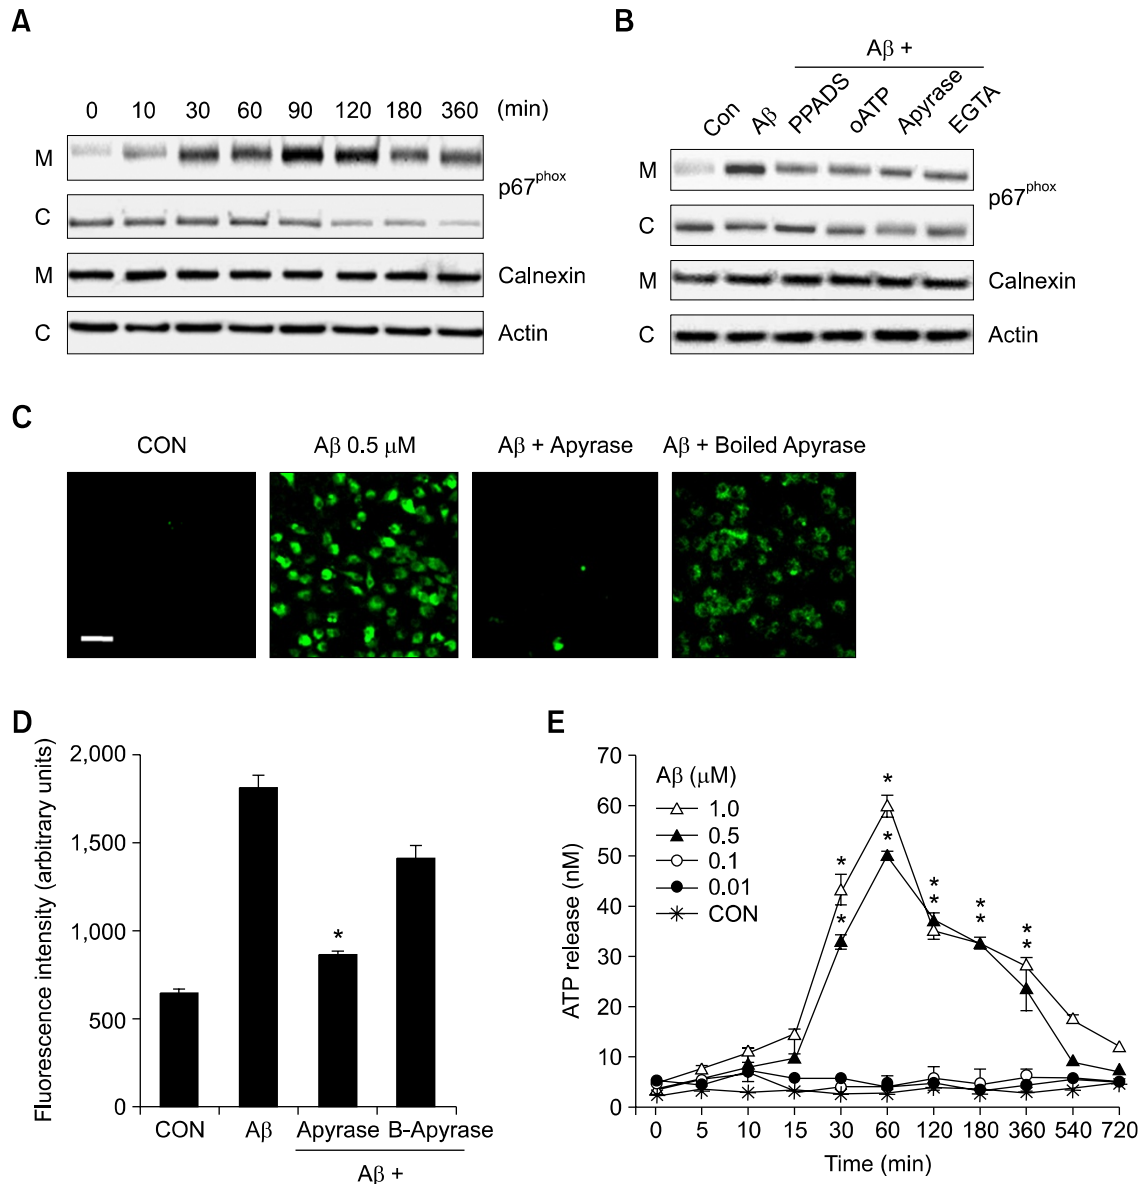 A
0 10 30 60 90 120 180 360 (min)
M
p67phox
C
M Calnexin
C Actin
B
Aβ +
Con Aβ PPADS oATP Apyrase EGTA
M
p67phox
C
M Calnexin
C Actin
C
CON Aβ 0.5 μM Aβ + Apyrase Aβ + Boiled Apyrase
D
Fluorescence intensity (arbitrary units)
2,000
1,500
1,000
500
0
*
CON Aβ Apyrase B-Apyrase
Aβ +
E
ATP release (nM)
70
60
50
40
30
20
10
0
Aβ (μM)
1.0
0.5
0.1
0.01
CON
* * * * * * * * * *
0 5 10 15 30 60 120 180 360 540 720
Time (min)